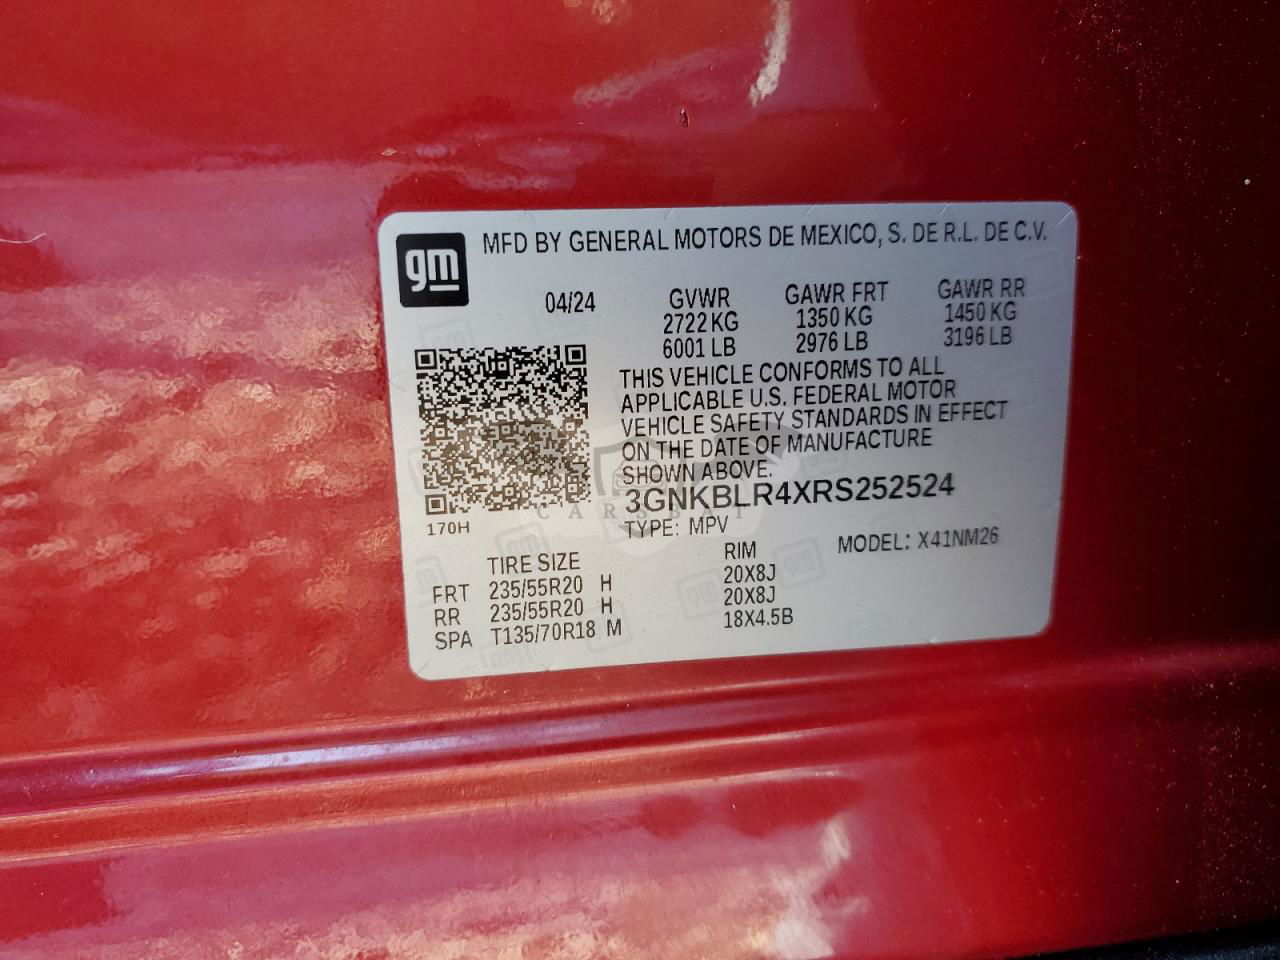 gm
MFD BY GENERAL MOTORS DE MEXICO, S. DE R.L. DE C.V.
04/24 GVWR GAWR FRT GAWR RR
2722 KG 1350 KG 1450 KG
6001 LB 2976 LB 3196 LB
THIS VEHICLE CONFORMS TO ALL
APPLICABLE U.S. FEDERAL MOTOR
VEHICLE SAFETY STANDARDS IN EFFECT
ON THE DATE OF MANUFACTURE
SHOWN ABOVE.
3GNKBLR4XRS252524
CARSBAT
170H
TYPE: MPV
TIRE SIZE RIM MODEL: X41NM26
FRT 235/55R20 H 20X8J
RR 235/55R20 H 20X8J
SPA T135/70R18 M 18X4.5B